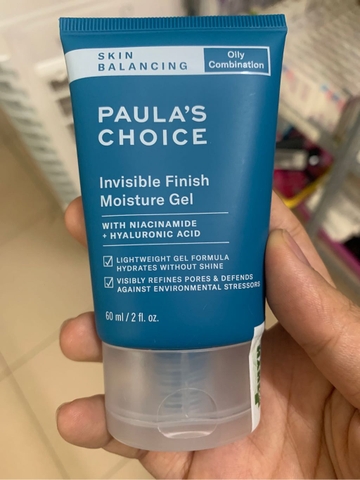 SKIN
BALANCING
Oily
Combination
PAULA'S
CHOICE
Invisible Finish
Moisture Gel
WITH NIACINAMIDE
+ HYALURONIC ACID
LIGHTWEIGHT GEL FORMULA
HYDRATES WITHOUT SHINE
VISIBLY REFINES PORES & DEFENDS
AGAINST ENVIRONMENTAL STRESSORS
60 ml / 2 fl. oz.